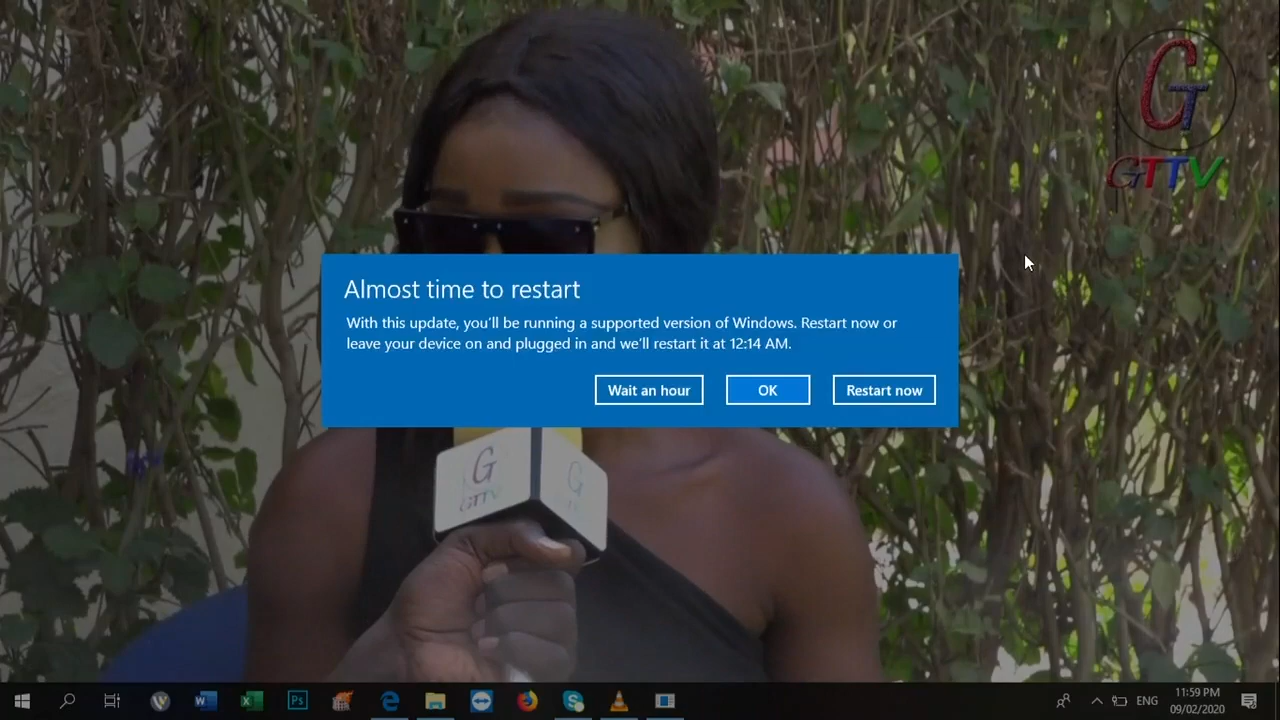 GT
GTTV
Almost time to restart
With this update, you'll be running a supported version of Windows. Restart now or
leave your device on and plugged in and we'll restart it at 12:14 AM.
Wait an hour
OK
Restart now
G
GTTV
G
Ps
ENG
11:59 PM
09/02/2020